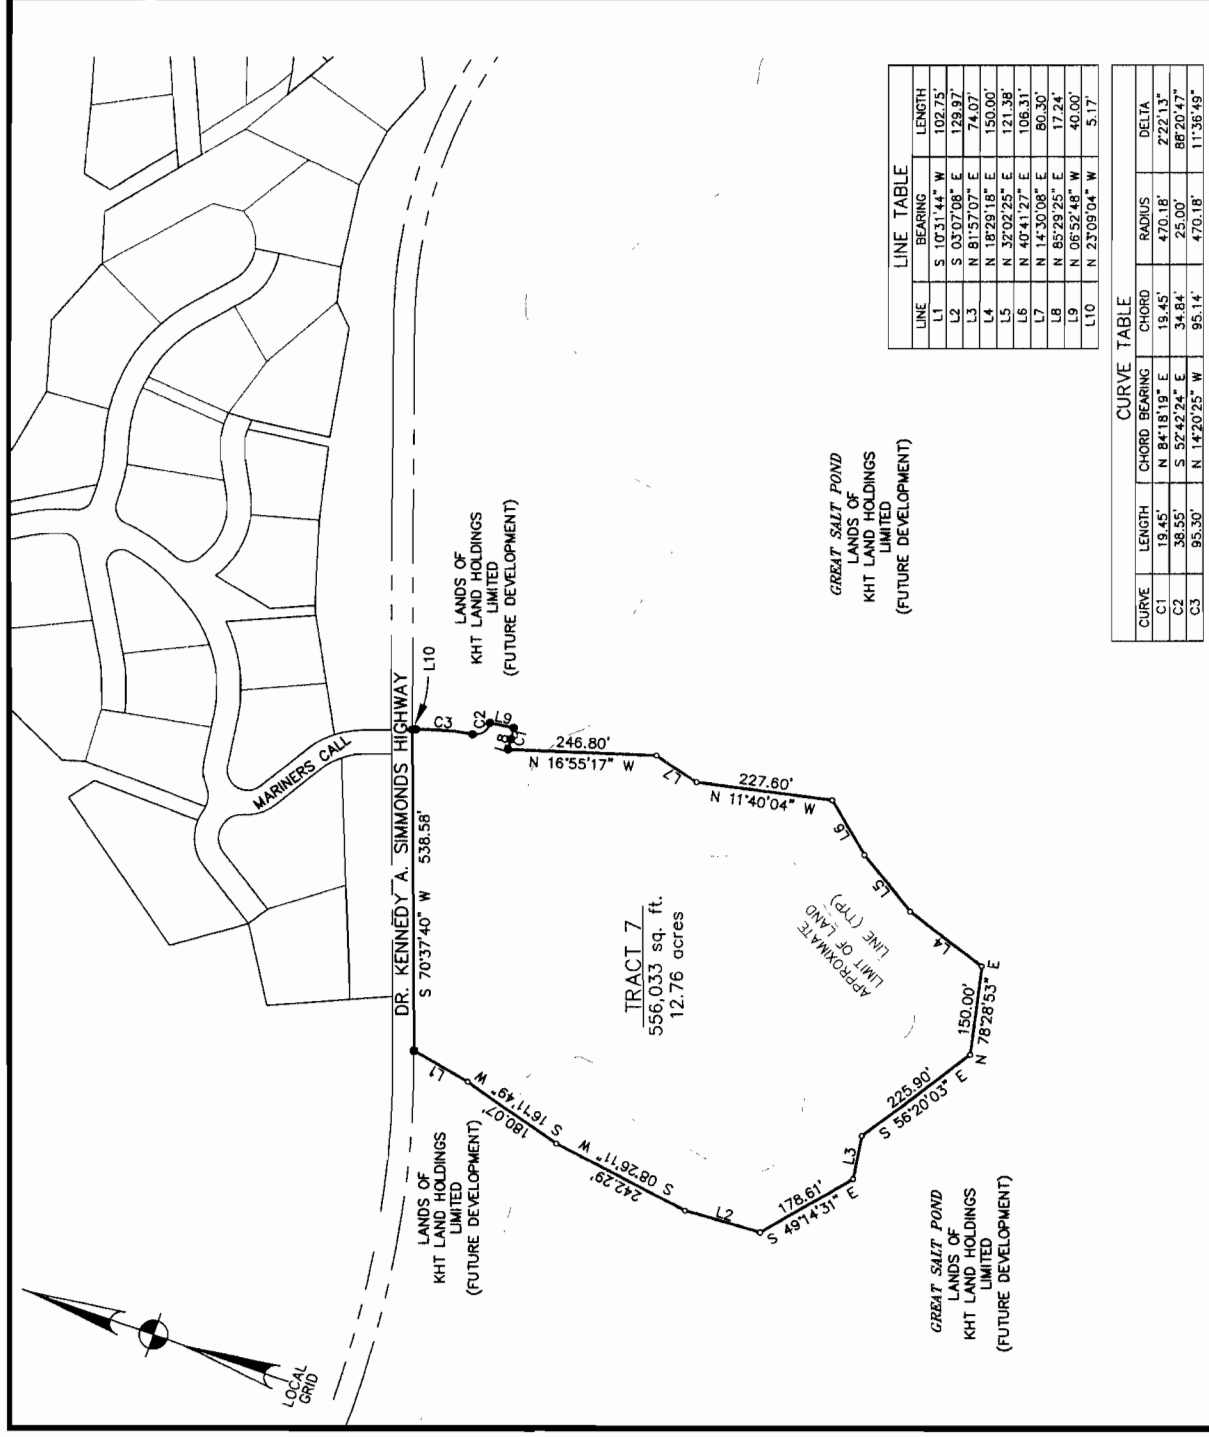 LOCAL
GRID
MARINERS CALL
DR. KENNEDY A. SIMMONDS HIGHWAY
S 70°37'40" W 538.58'
L10
C3
C2
L9
C1
L8
LANDS OF
KHT LAND HOLDINGS
LIMITED
(FUTURE DEVELOPMENT)
246.80'
N 16°55'17" W
L7
227.60'
N 11°40'04" W
L6
L5
L4
APPROXIMATE
LIMIT OF LAND
LINE (TYP)
TRACT 7
556,033 sq. ft.
12.76 acres
150.00'
N 78°28'53" E
225.90'
S 56°20'03" E
L3
178.61'
S 49°14'31" E
L2
S 08°26'11" W
242.29'
S 16°11'49" W
180.07'
L1
LANDS OF
KHT LAND HOLDINGS
LIMITED
(FUTURE DEVELOPMENT)
GREAT SALT POND
LANDS OF
KHT LAND HOLDINGS
LIMITED
(FUTURE DEVELOPMENT)
GREAT SALT POND
LANDS OF
KHT LAND HOLDINGS
LIMITED
(FUTURE DEVELOPMENT)
LINE TABLE
LINE BEARING LENGTH
L1 S 10°31'44" W 102.75'
L2 S 03°07'08" E 129.97'
L3 N 81°57'07" E 74.07'
L4 N 18°29'18" E 150.00'
L5 N 32°02'25" E 121.38'
L6 N 40°41'27" E 106.31'
L7 N 14°30'08" E 80.30'
L8 N 85°29'25" E 17.24'
L9 N 06°52'48" W 40.00'
L10 N 23°09'04" W 5.17'
CURVE TABLE
CURVE LENGTH CHORD BEARING CHORD RADIUS DELTA
C1 19.45' N 84°18'19" E 19.45' 470.18' 2°22'13"
C2 38.55' S 52°42'24" E 34.84' 25.00' 88°20'47"
C3 95.30' N 14°20'25" W 95.14' 470.18' 11°36'49"